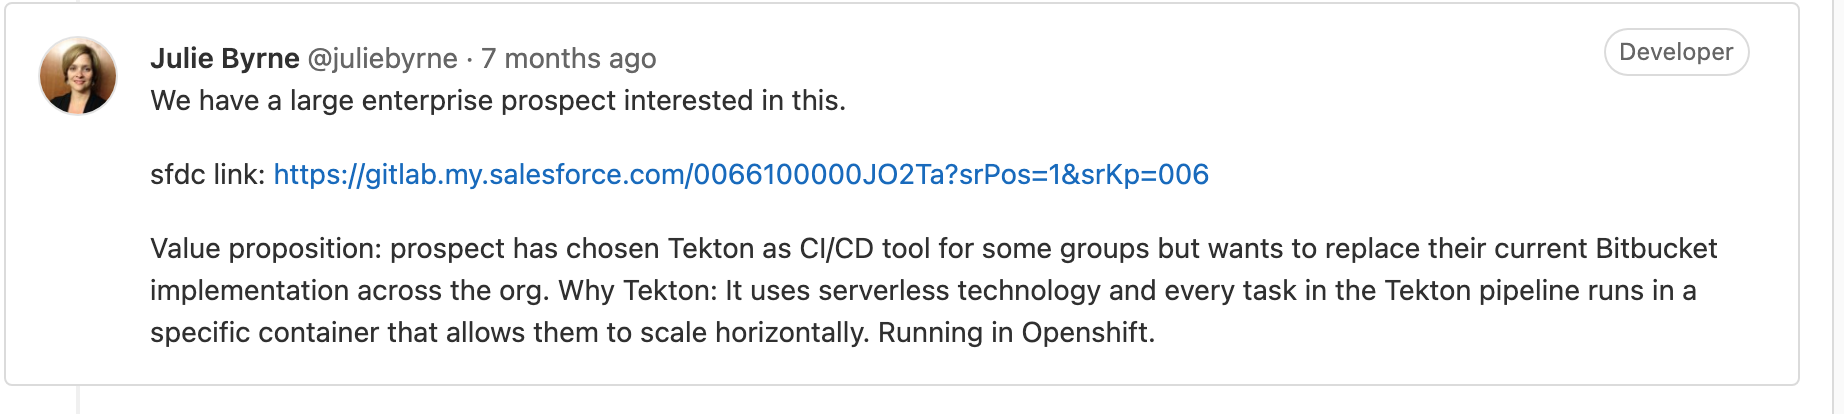 Julie Byrne @juliebyrne · 7 months ago
Developer
We have a large enterprise prospect interested in this.
sfdc link: https://gitlab.my.salesforce.com/0066100000JO2Ta?srPos=1&srKp=006
Value proposition: prospect has chosen Tekton as CI/CD tool for some groups but wants to replace their current Bitbucket
implementation across the org. Why Tekton: It uses serverless technology and every task in the Tekton pipeline runs in a
specific container that allows them to scale horizontally. Running in Openshift.